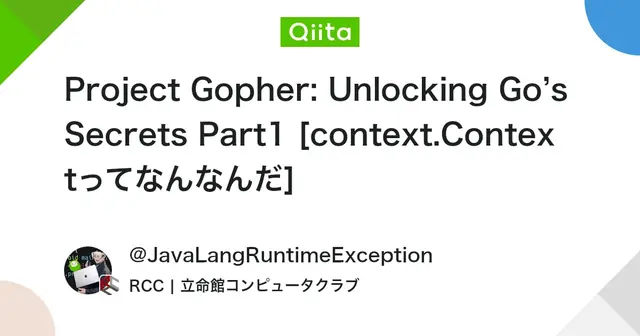 Qiita
Project Gopher: Unlocking Go’s
Secrets Part1 [context.Contex
tってなんなんだ]
@JavaLangRuntimeException
RCC | 立命館コンピュータクラブ